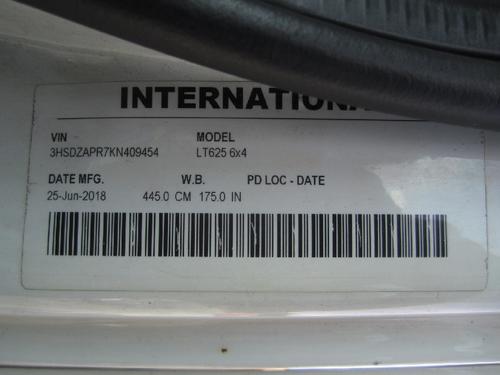 INTERNATIONA
VIN MODEL
3HSDZAPR7KN409454 LT625 6x4
DATE MFG. W.B. PD LOC - DATE
25-Jun-2018 445.0 CM 175.0 IN